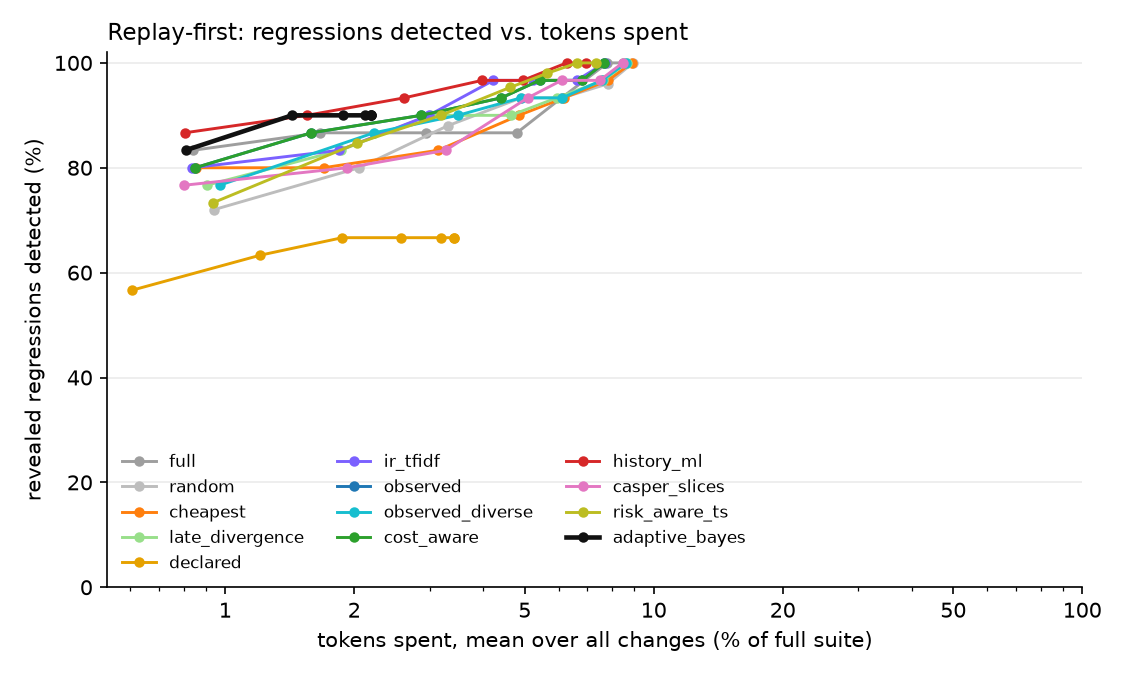 Replay-first: regressions detected vs. tokens spent
revealed regressions detected (%)
100
80
60
40
20
0
full
random
cheapest
late_divergence
declared
ir_tfidf
observed
observed_diverse
cost_aware
history_ml
casper_slices
risk_aware_ts
adaptive_bayes
1 2 5 10 20 50 100
tokens spent, mean over all changes (% of full suite)